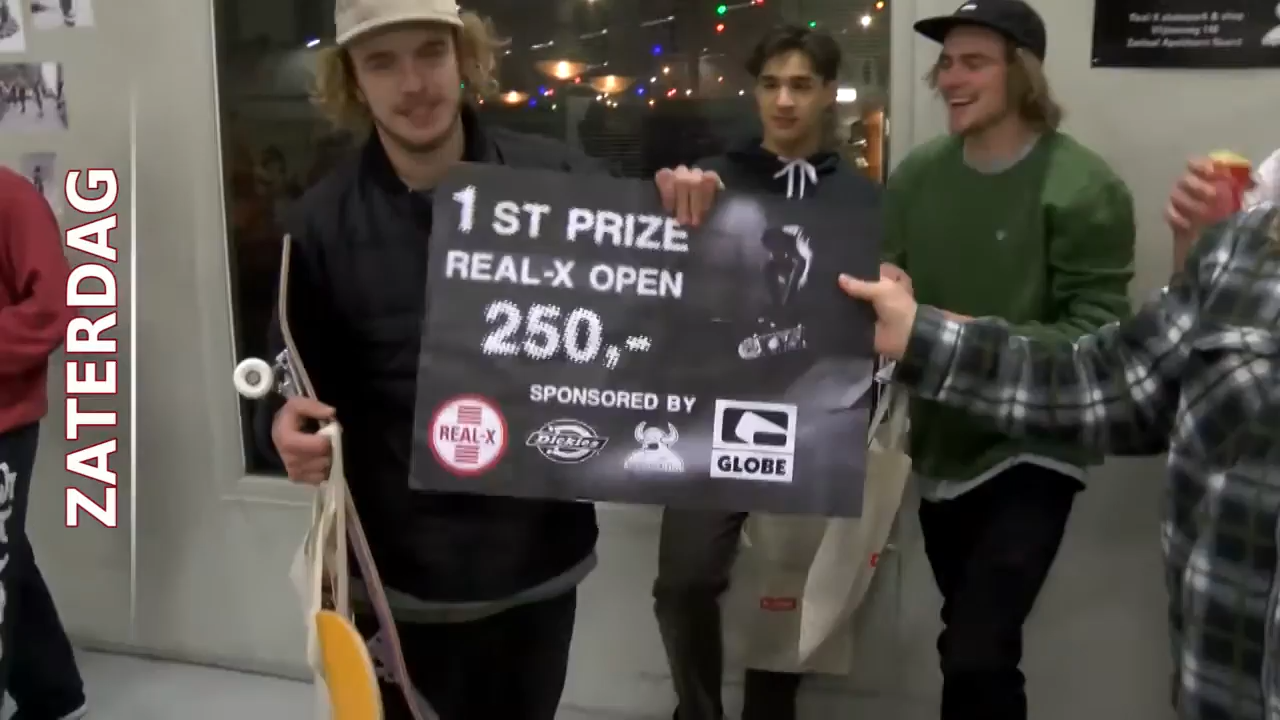 ZATERDAG
1 ST PRIZE
REAL-X OPEN
250,-
SPONSORED BY
REAL-X
Dickies
GLOBE